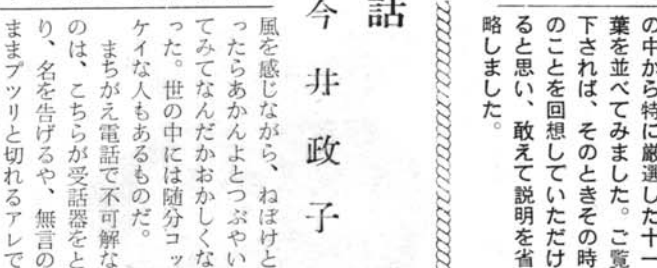 の中から特に厳選した十一
葉を並べてみました。ご覧
下されば、そのときその時
のことを回想していただけ
ると思い、敢えて説明を省
略しました。
話
今井政子
風を感じながら、ねぼけと
ったらあかんよとつぶやい
てみてなんだかおかしくな
った。世の中には随分コッ
ケイな人もあるものだ。
まちがえ電話で不可解な
のは、こちらが受話器をと
り、名を告げるや、無言の
ままプツリと切れるアレで